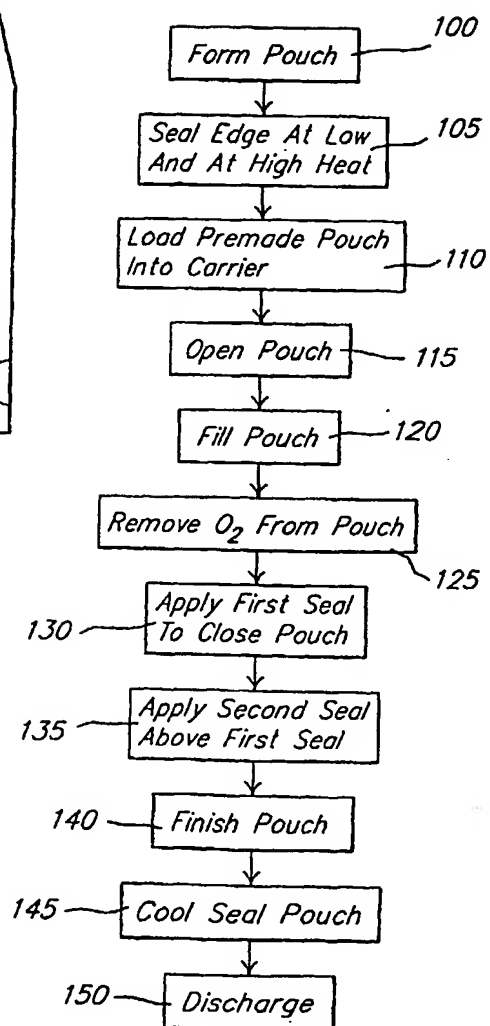 100
Form Pouch
105
Seal Edge At Low
And At High Heat
Load Premade Pouch
Into Carrier
110
Open Pouch
115
Fill Pouch
120
Remove O2 From Pouch
125
Apply First Seal
To Close Pouch
130
Apply Second Seal
Above First Seal
135
140
Finish Pouch
145
Cool Seal Pouch
150
Discharge